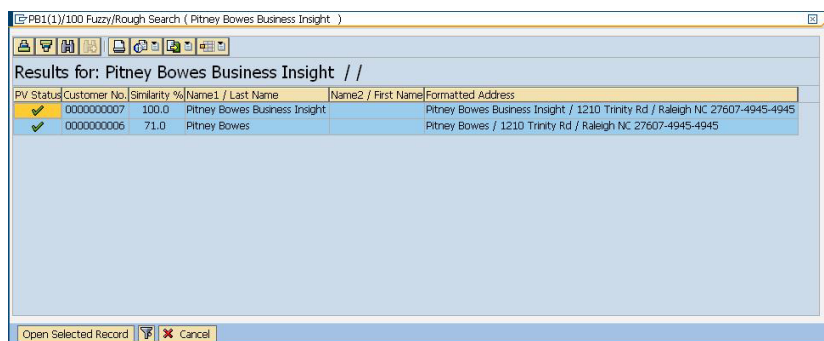 PB1(1)/100 Fuzzy/Rough Search ( Pitney Bowes Business Insight )
Results for: Pitney Bowes Business Insight / /
PV Status Customer No. Similarity % Name1 / Last Name Name2 / First Name Formatted Address
0000000007 100.0 Pitney Bowes Business Insight Pitney Bowes Business Insight / 1210 Trinity Rd / Raleigh NC 27607-4945-4945
0000000006 71.0 Pitney Bowes Pitney Bowes / 1210 Trinity Rd / Raleigh NC 27607-4945-4945
Open Selected Record Cancel